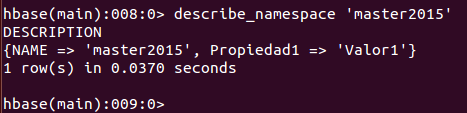 hbase(main):008:0> describe_namespace 'master2015'
DESCRIPTION
{NAME => 'master2015', Propiedad1 => 'Valor1'}
1 row(s) in 0.0370 seconds
hbase(main):009:0>